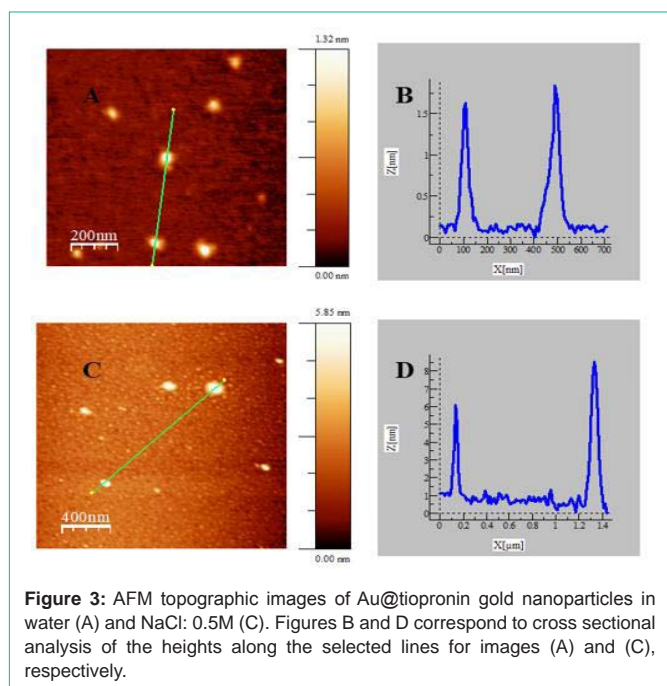 1.32 nm
A
200nm
0.00 nm
B
Z[nm]
1.5
1
0.5
0
0 100 200 300 400 500 600 700
X[nm]
5.85 nm
C
400nm
0.00 nm
D
Z[nm]
8
7
6
5
4
3
2
1
0
0 0.2 0.4 0.6 0.8 1 1.2 1.4
X[µm]
Figure 3: AFM topographic images of Au@tiopronin gold nanoparticles in
water (A) and NaCl: 0.5M (C). Figures B and D correspond to cross sectional
analysis of the heights along the selected lines for images (A) and (C),
respectively.